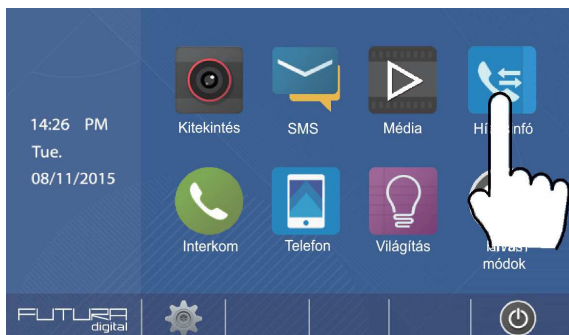 14:26 PM
Tue.
08/11/2015
Kitekintés
SMS
Média
Interkom
Telefon
Világítás
módok
FUTURA
digital